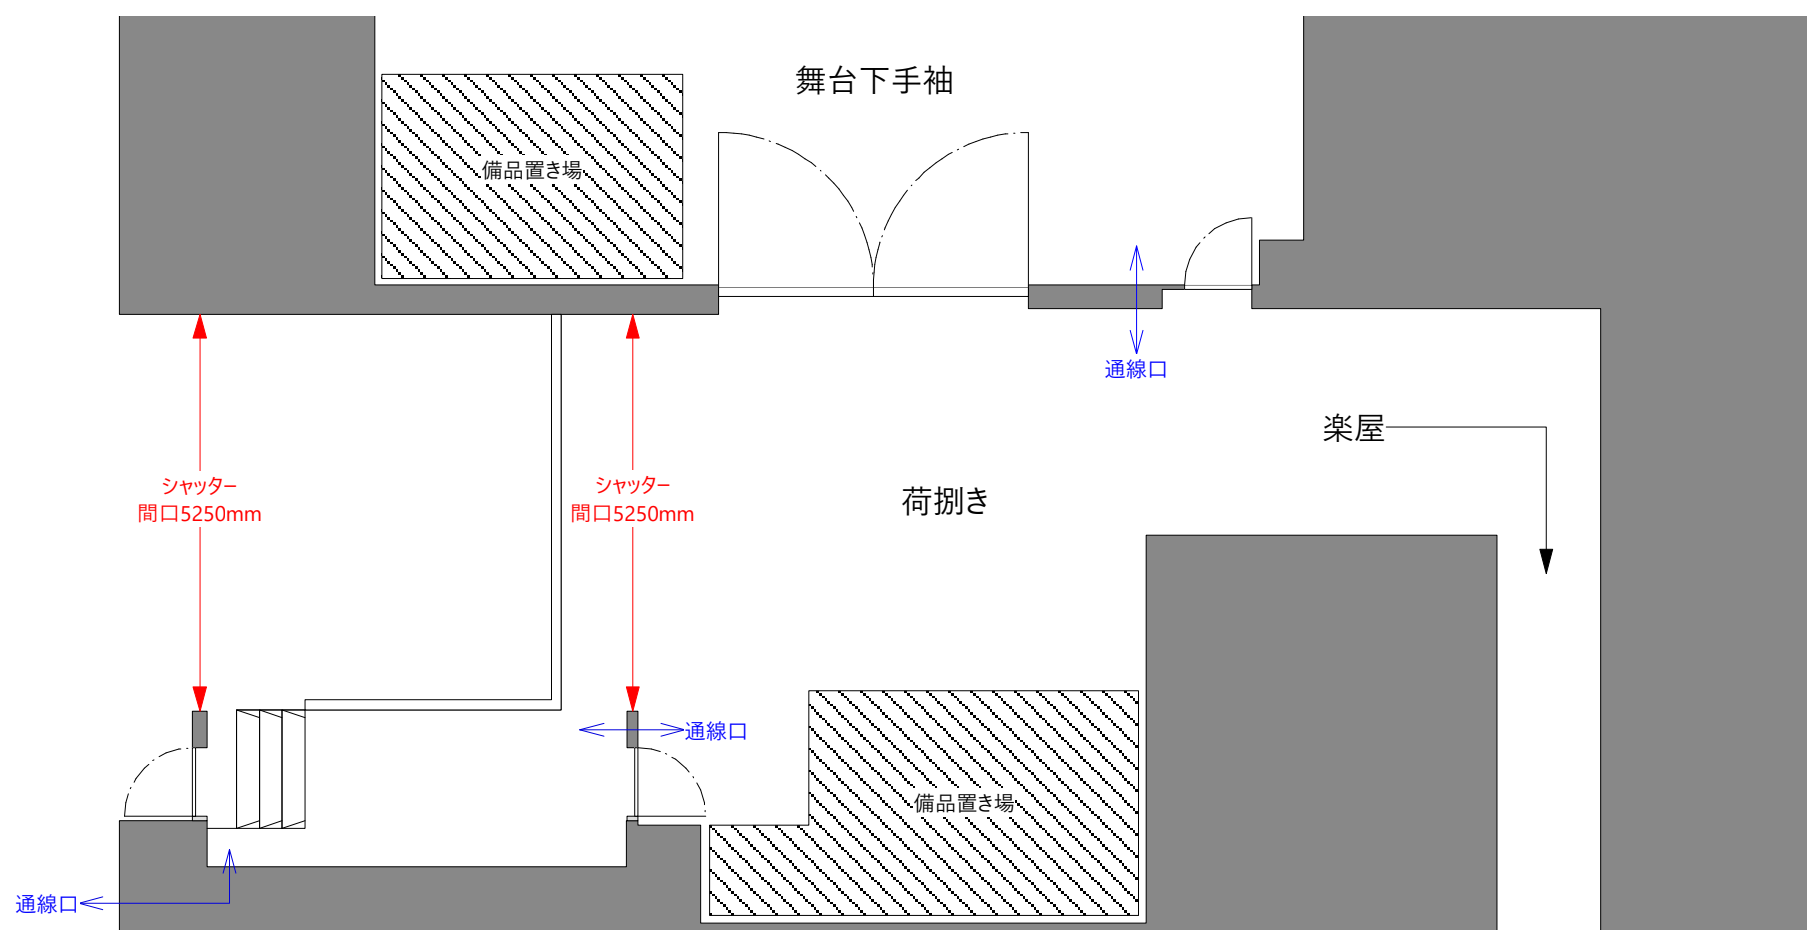 舞台下手袖
備品置き場
通線口
楽屋
シャッター
間口5250mm
シャッター
間口5250mm
荷捌き
通線口
備品置き場
通線口